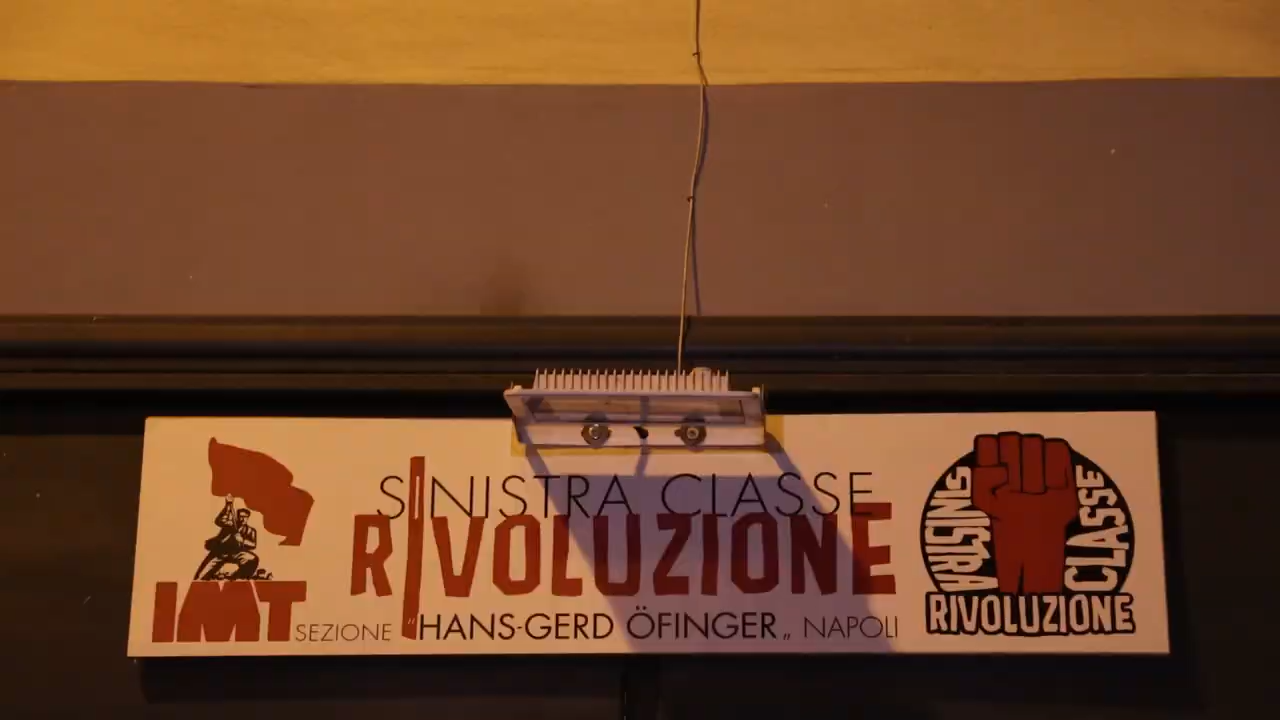 SINISTRA CLASSE
RIVOLUZIONE
IMT
SEZIONE "HANS-GERD ÖFINGER„ NAPOLI
SINISTRA
CLASSE
RIVOLUZIONE